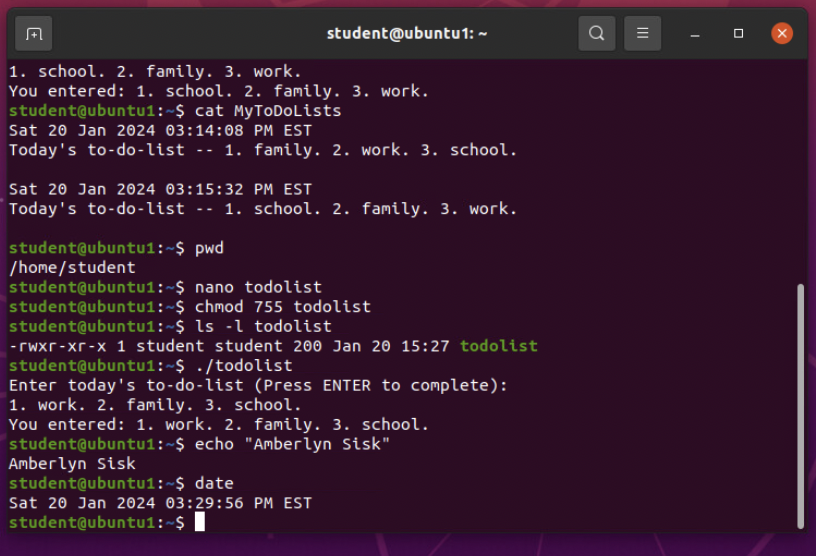 student@ubuntu1: ~
1. school. 2. family. 3. work.
You entered: 1. school. 2. family. 3. work.
student@ubuntu1:~$ cat MyToDoLists
Sat 20 Jan 2024 03:14:08 PM EST
Today's to-do-list -- 1. family. 2. work. 3. school.

Sat 20 Jan 2024 03:15:32 PM EST
Today's to-do-list -- 1. school. 2. family. 3. work.

student@ubuntu1:~$ pwd
/home/student
student@ubuntu1:~$ nano todolist
student@ubuntu1:~$ chmod 755 todolist
student@ubuntu1:~$ ls -l todolist
-rwxr-xr-x 1 student student 200 Jan 20 15:27 todolist
student@ubuntu1:~$ ./todolist
Enter today's to-do-list (Press ENTER to complete):
1. work. 2. family. 3. school.
You entered: 1. work. 2. family. 3. school.
student@ubuntu1:~$ echo "Amberlyn Sisk"
Amberlyn Sisk
student@ubuntu1:~$ date
Sat 20 Jan 2024 03:29:56 PM EST
student@ubuntu1:~$